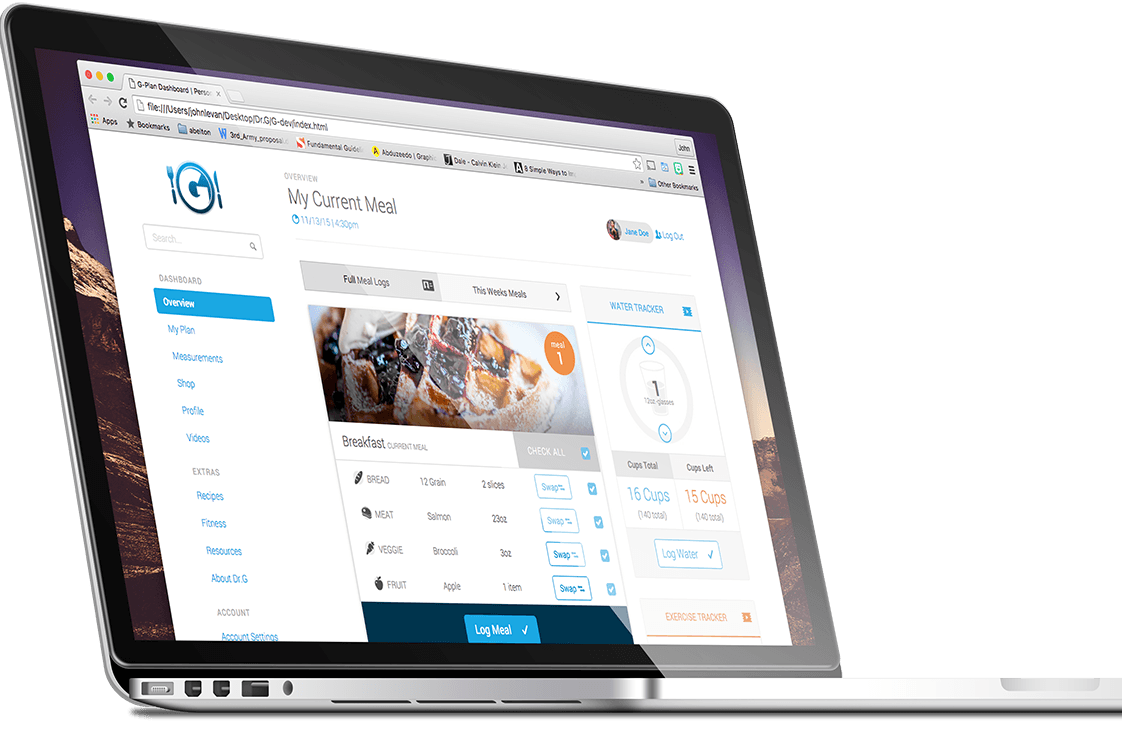 G-Plan Dashboard | Person
file:///Users/johnlevan/Desktop/Dr.G/G-dev/index.html
John
Apps
Bookmarks
abelton
3rd_Army_proposal.
Fundamental Guide
Abduzeedo | Graphi
Dale - Calvin Klein
8 Simple Ways to Im
» Other Bookmarks
G
OVERVIEW
My Current Meal
11/13/15 | 4:30pm
Jane Doe
Log Out
Search...
DASHBOARD
Overview
My Plan
Measurements
Shop
Profile
Videos
EXTRAS
Recipes
Fitness
Resources
About Dr.G
ACCOUNT
Account Settings
Full Meal Logs
This Weeks Meals
meal
1
Breakfast CURRENT MEAL
CHECK ALL
BREAD 12 Grain 2 slices Swap
MEAT Salmon 23oz Swap
VEGGIE Broccoli 3oz Swap
FRUIT Apple 1 item Swap
Log Meal
WATER TRACKER
1
12oz. glasses
Cups Total Cups Left
16 Cups 15 Cups
(140 total) (140 total)
Log Water
EXERCISE TRACKER